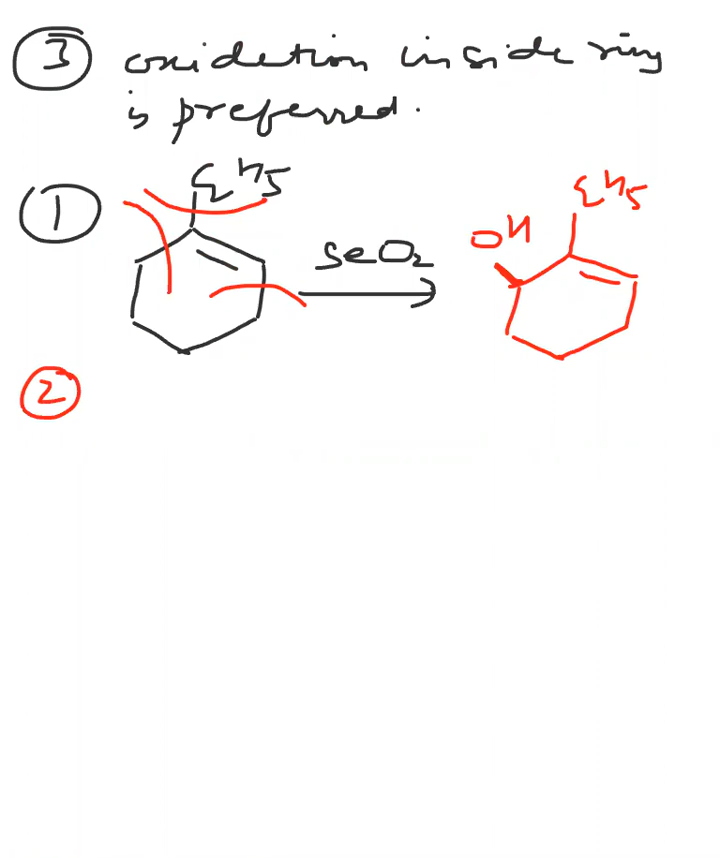 ③ oxidation inside ring
is preferred.
① C₂H₅
SeO₂
OH
C₂H₅
②